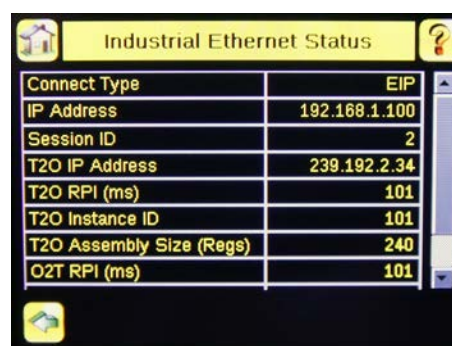 Industrial Ethernet Status
?
Connect Type EIP
IP Address 192.168.1.100
Session ID 2
T2O IP Address 239.192.2.34
T2O RPI (ms) 101
T2O Instance ID 101
T2O Assembly Size (Regs) 240
O2T RPI (ms) 101